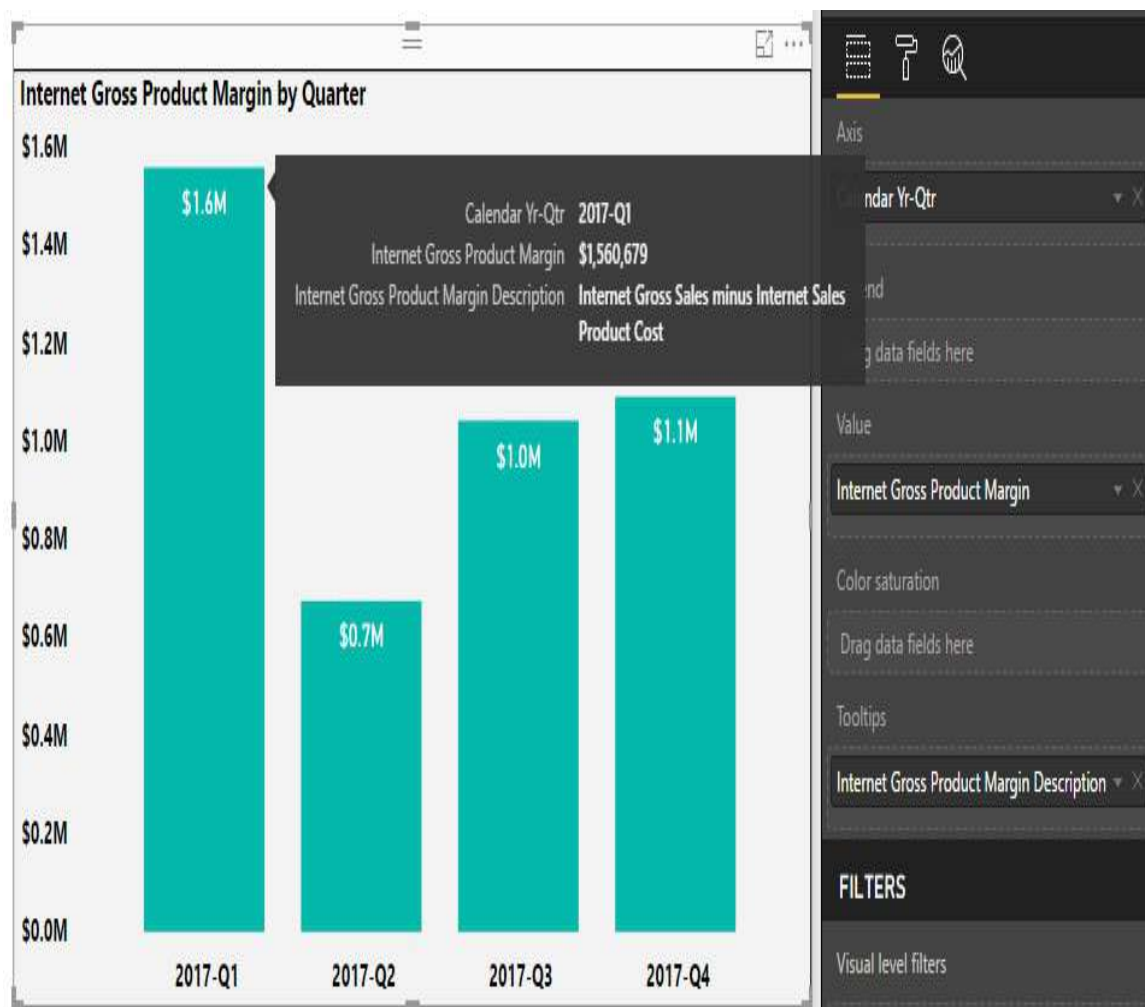 Internet Gross Product Margin by Quarter
$1.6M
$1.4M
$1.2M
$1.0M
$0.8M
$0.6M
$0.4M
$0.2M
$0.0M
$1.6M
$0.7M
$1.0M
$1.1M
2017-Q1
2017-Q2
2017-Q3
2017-Q4
Calendar Yr-Qtr 2017-Q1
Internet Gross Product Margin $1,560,679
Internet Gross Product Margin Description Internet Gross Sales minus Internet Sales
Product Cost
Axis
ndar Yr-Qtr
end
data fields here
Value
Internet Gross Product Margin
Color saturation
Drag data fields here
Tooltips
Internet Gross Product Margin Description
FILTERS
Visual level filters